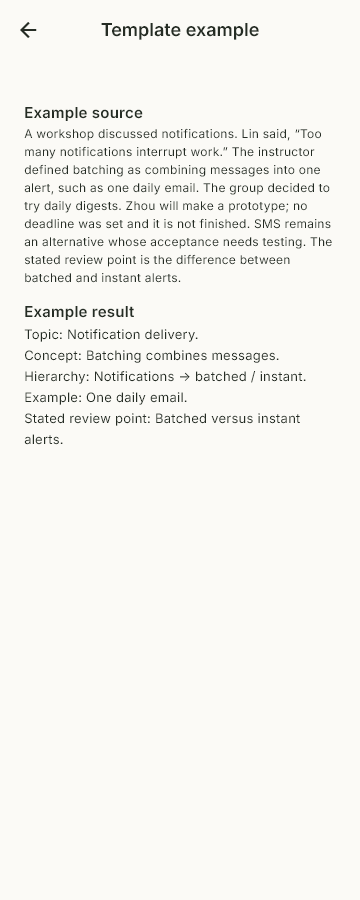 Template example
Example source
A workshop discussed notifications. Lin said, “Too
many notifications interrupt work.” The instructor
defined batching as combining messages into one
alert, such as one daily email. The group decided to
try daily digests. Zhou will make a prototype; no
deadline was set and it is not finished. SMS remains
an alternative whose acceptance needs testing. The
stated review point is the difference between
batched and instant alerts.
Example result
Topic: Notification delivery.
Concept: Batching combines messages.
Hierarchy: Notifications → batched / instant.
Example: One daily email.
Stated review point: Batched versus instant
alerts.